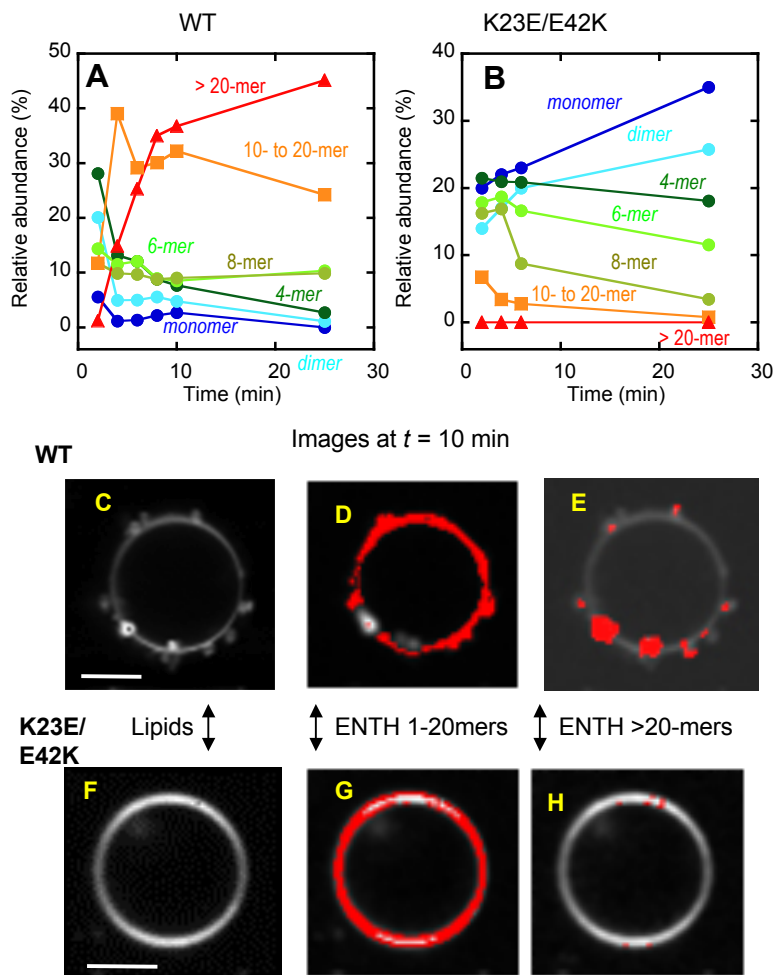 WT
K23E/E42K
A
B
Relative abundance (%)
50
40
30
20
10
0
0
10
20
30
Time (min)
> 20-mer
10- to 20-mer
6-mer
8-mer
4-mer
monomer
dimer
Relative abundance (%)
40
30
20
10
0
0
10
20
30
Time (min)
monomer
dimer
4-mer
6-mer
8-mer
10- to 20-mer
> 20-mer
Images at t = 10 min
WT
C
D
E
K23E/
E42K
Lipids
ENTH 1-20mers
ENTH >20-mers
F
G
H